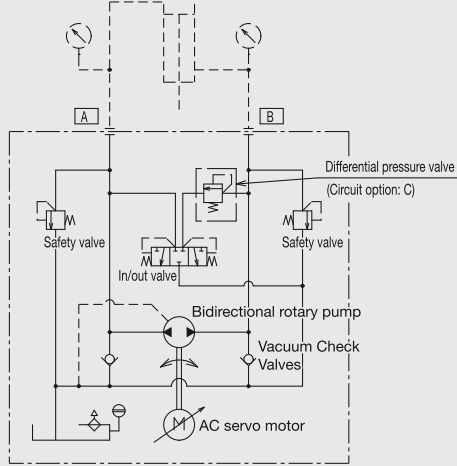 A
B
Differential pressure valve
(Circuit option: C)
Safety valve
Safety valve
In/out valve
Bidirectional rotary pump
Vacuum Check
Valves
M
AC servo motor